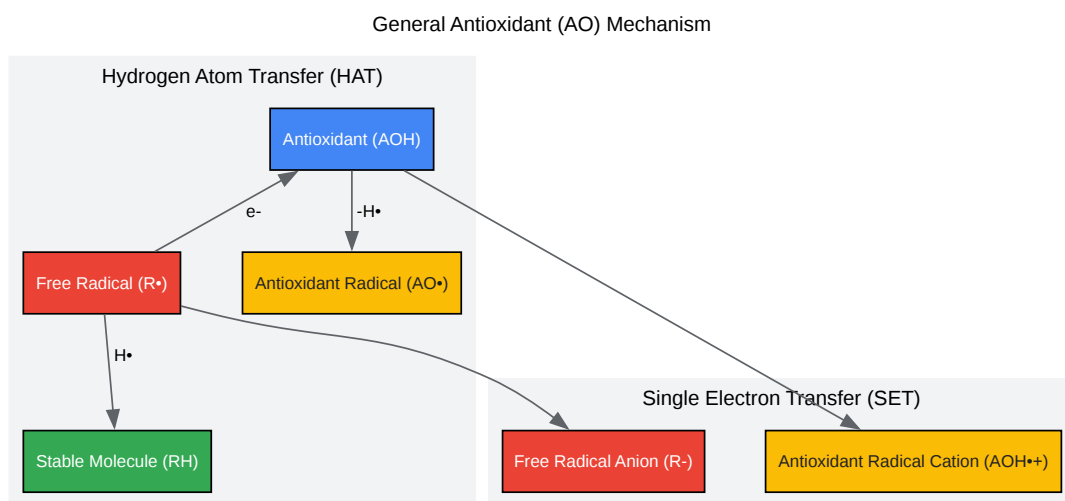 General Antioxidant (AO) Mechanism
Hydrogen Atom Transfer (HAT)
Antioxidant (AOH)
e-
-H•
Free Radical (R•)
Antioxidant Radical (AO•)
H•
Single Electron Transfer (SET)
Stable Molecule (RH)
Free Radical Anion (R-)
Antioxidant Radical Cation (AOH•+)